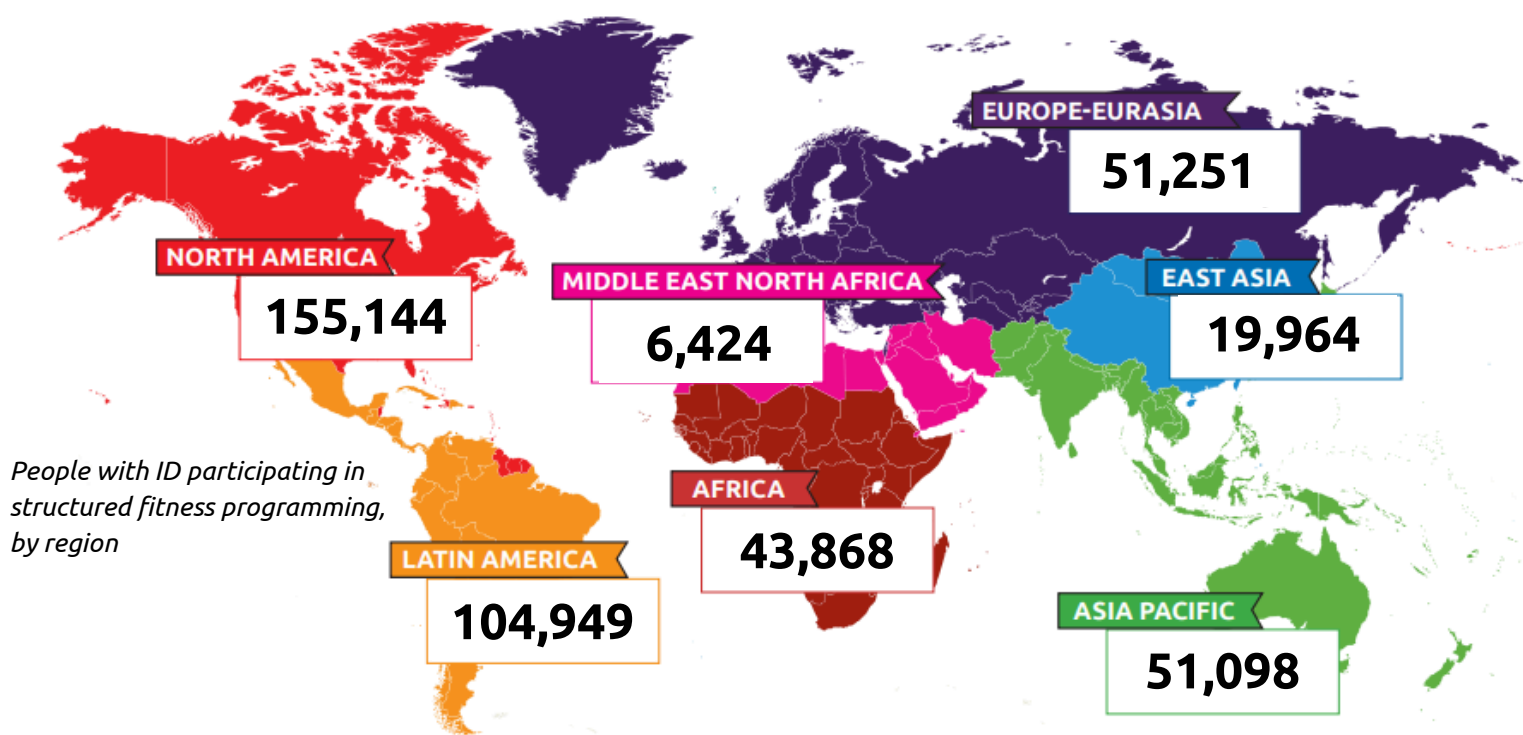 EUROPE-EURASIA
51,251
NORTH AMERICA
155,144
MIDDLE EAST NORTH AFRICA
6,424
EAST ASIA
19,964
People with ID participating in
structured fitness programming,
by region
AFRICA
43,868
LATIN AMERICA
104,949
ASIA PACIFIC
51,098